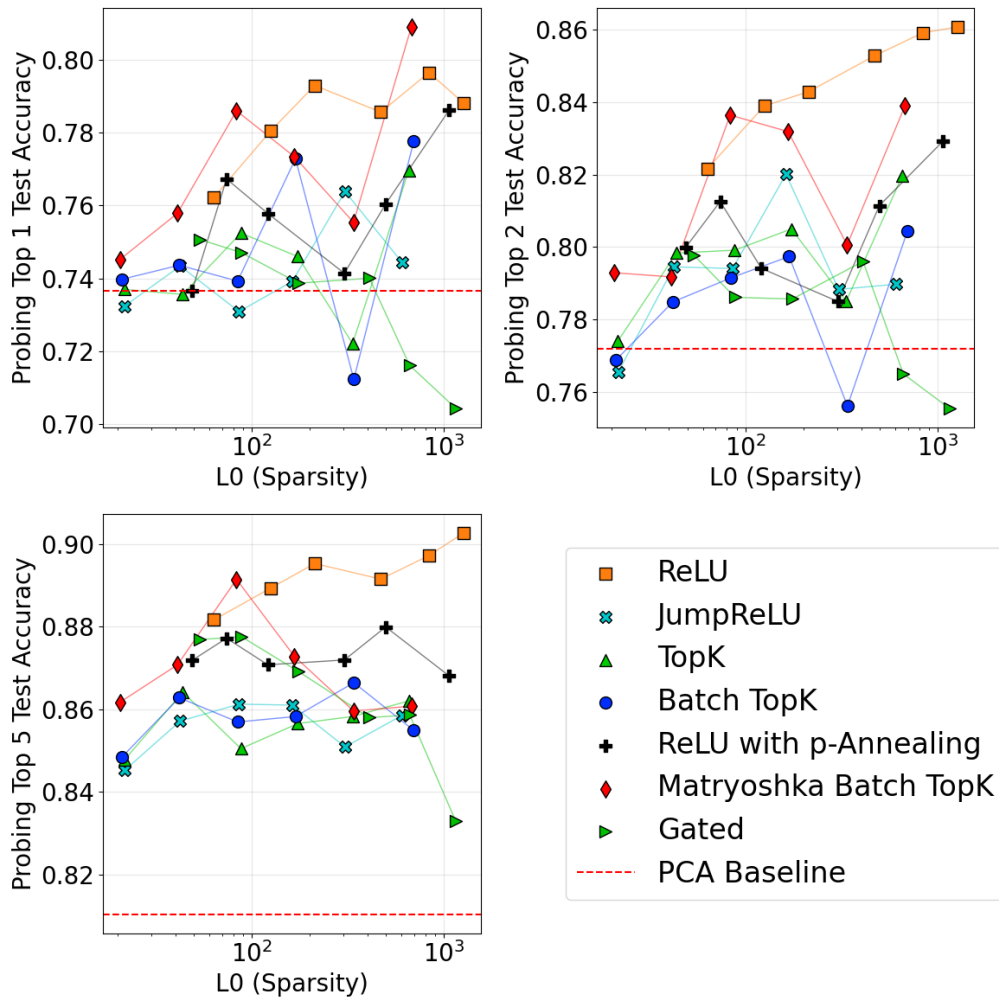 Probing Top 1 Test Accuracy
0.80
0.78
0.76
0.74
0.72
0.70
10²
10³
L0 (Sparsity)
Probing Top 2 Test Accuracy
0.86
0.84
0.82
0.80
0.78
0.76
10²
10³
L0 (Sparsity)
Probing Top 5 Test Accuracy
0.90
0.88
0.86
0.84
0.82
10²
10³
L0 (Sparsity)
ReLU
JumpReLU
TopK
Batch TopK
ReLU with p-Annealing
Matryoshka Batch TopK
Gated
PCA Baseline